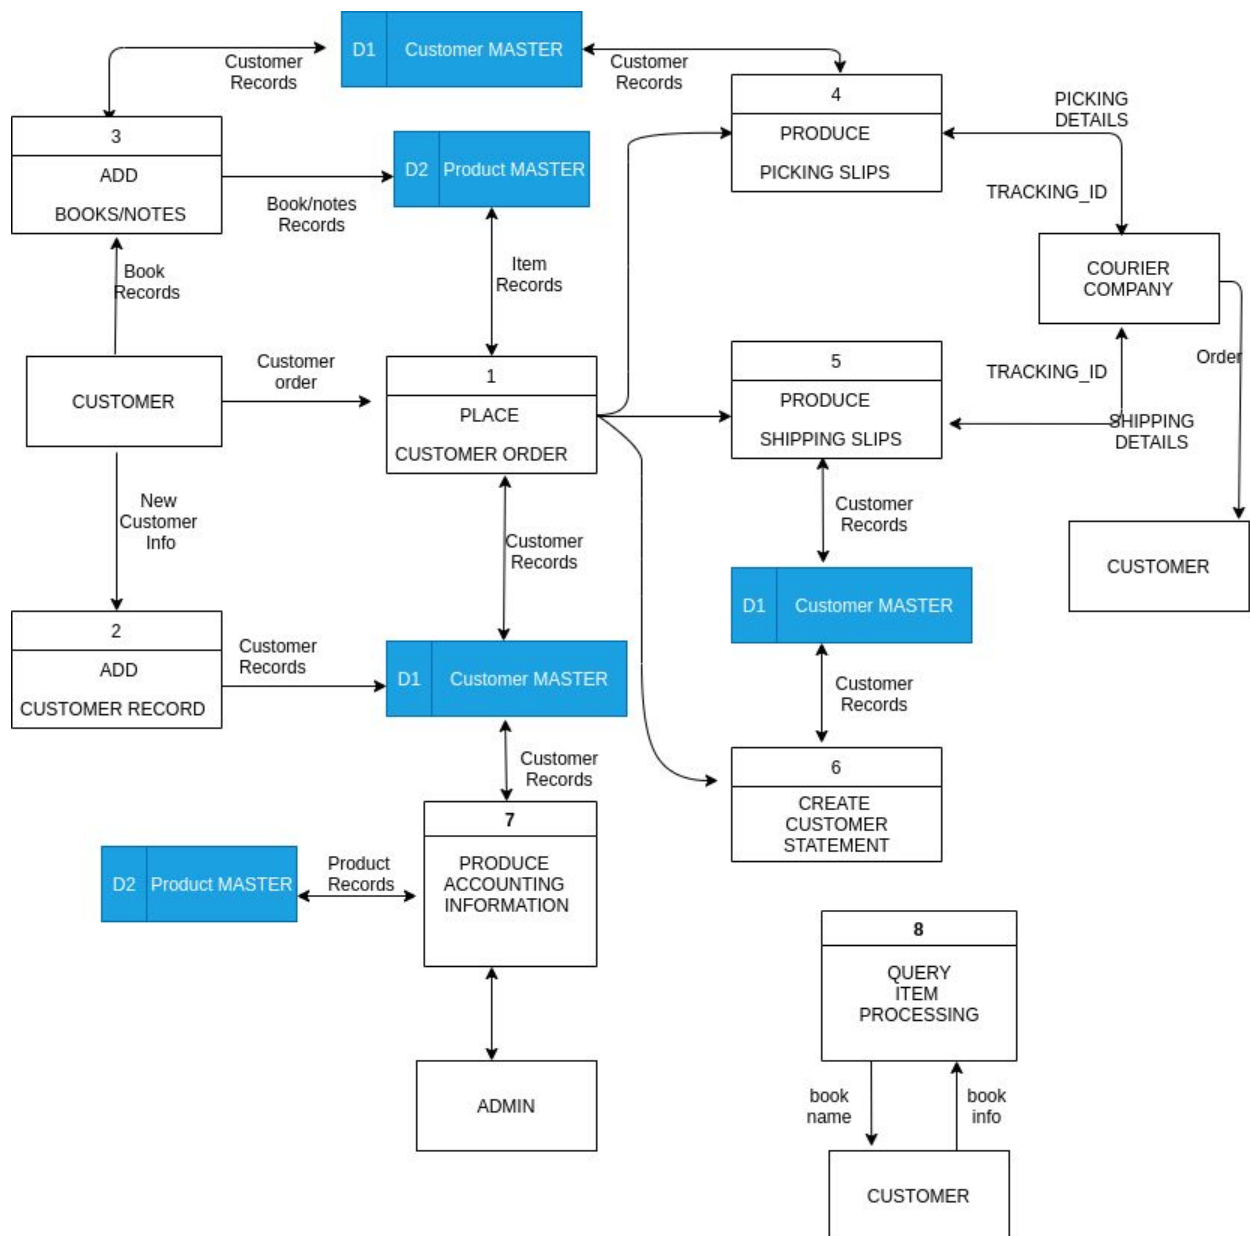 D1 Customer MASTER
Customer
Records
Customer
Records
4
PRODUCE
PICKING SLIPS
PICKING
DETAILS
3
ADD
BOOKS/NOTES
D2 Product MASTER
Book/notes
Records
TRACKING_ID
Book
Records
Item
Records
COURIER
COMPANY
CUSTOMER
Customer
order
1
PLACE
CUSTOMER ORDER
5
PRODUCE
SHIPPING SLIPS
TRACKING_ID
Order
SHIPPING
DETAILS
New
Customer
Info
Customer
Records
Customer
Records
CUSTOMER
2
ADD
CUSTOMER RECORD
Customer
Records
D1 Customer MASTER
D1 Customer MASTER
Customer
Records
Customer
Records
6
CREATE
CUSTOMER
STATEMENT
7
PRODUCE
ACCOUNTING
INFORMATION
D2 Product MASTER
Product
Records
8
QUERY
ITEM
PROCESSING
ADMIN
book
name
book
info
CUSTOMER